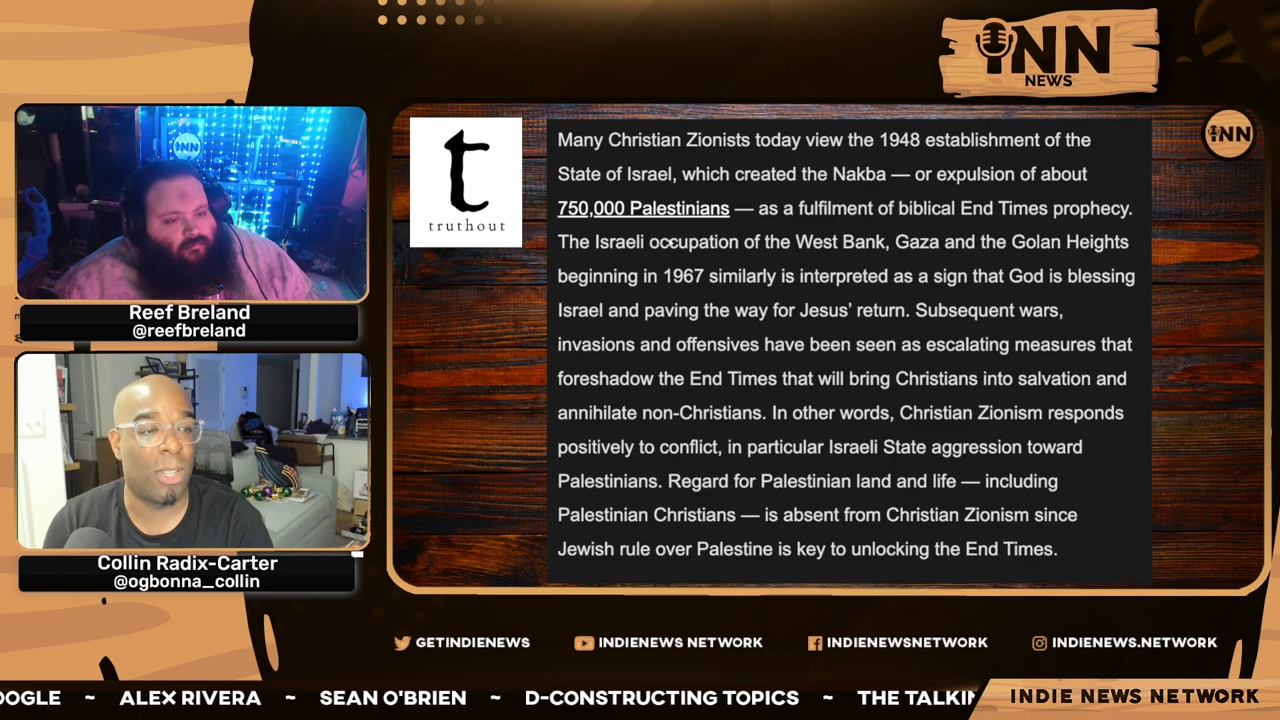 iNN
NEWS
iNN
iNN
truthout
Many Christian Zionists today view the 1948 establishment of the
State of Israel, which created the Nakba — or expulsion of about
750,000 Palestinians — as a fulfilment of biblical End Times prophecy.
The Israeli occupation of the West Bank, Gaza and the Golan Heights
beginning in 1967 similarly is interpreted as a sign that God is blessing
Israel and paving the way for Jesus’ return. Subsequent wars,
invasions and offensives have been seen as escalating measures that
foreshadow the End Times that will bring Christians into salvation and
annihilate non-Christians. In other words, Christian Zionism responds
positively to conflict, in particular Israeli State aggression toward
Palestinians. Regard for Palestinian land and life — including
Palestinian Christians — is absent from Christian Zionism since
Jewish rule over Palestine is key to unlocking the End Times.
Reef Breland
@reefbreland
Collin Radix-Carter
@ogbonna_collin
GETINDIENEWS
INDIENEWS NETWORK
INDIENEWSNETWORK
INDIENEWS.NETWORK
OOGLE ~ ALEX RIVERA ~ SEAN O'BRIEN ~ D-CONSTRUCTING TOPICS ~ THE TALKIN
INDIE NEWS NETWORK